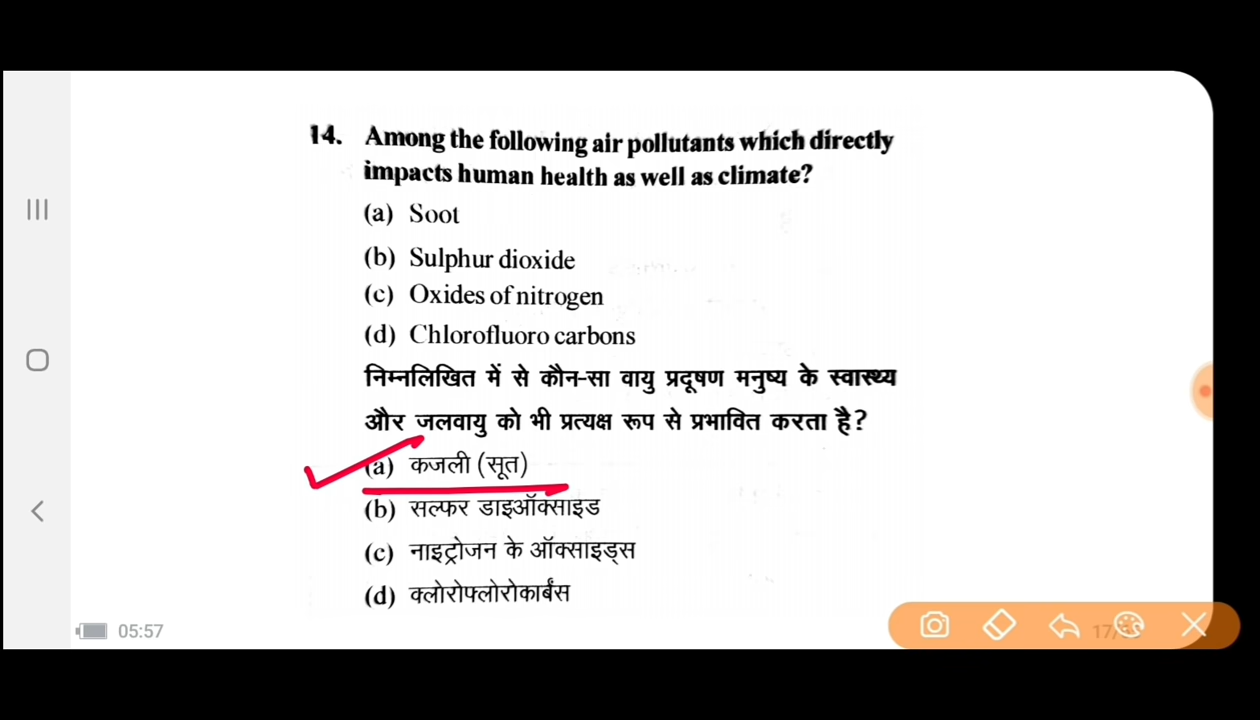 14. Among the following air pollutants which directly
impacts human health as well as climate?
(a) Soot
(b) Sulphur dioxide
(c) Oxides of nitrogen
(d) Chlorofluoro carbons
निम्नलिखित में से कौन-सा वायु प्रदूषण मनुष्य के स्वास्थ्य
और जलवायु को भी प्रत्यक्ष रूप से प्रभावित करता है?
(a) कजली (सूत)
(b) सल्फर डाइऑक्साइड
(c) नाइट्रोजन के ऑक्साइड्स
(d) क्लोरोफ्लोरोकार्बंस
05:57